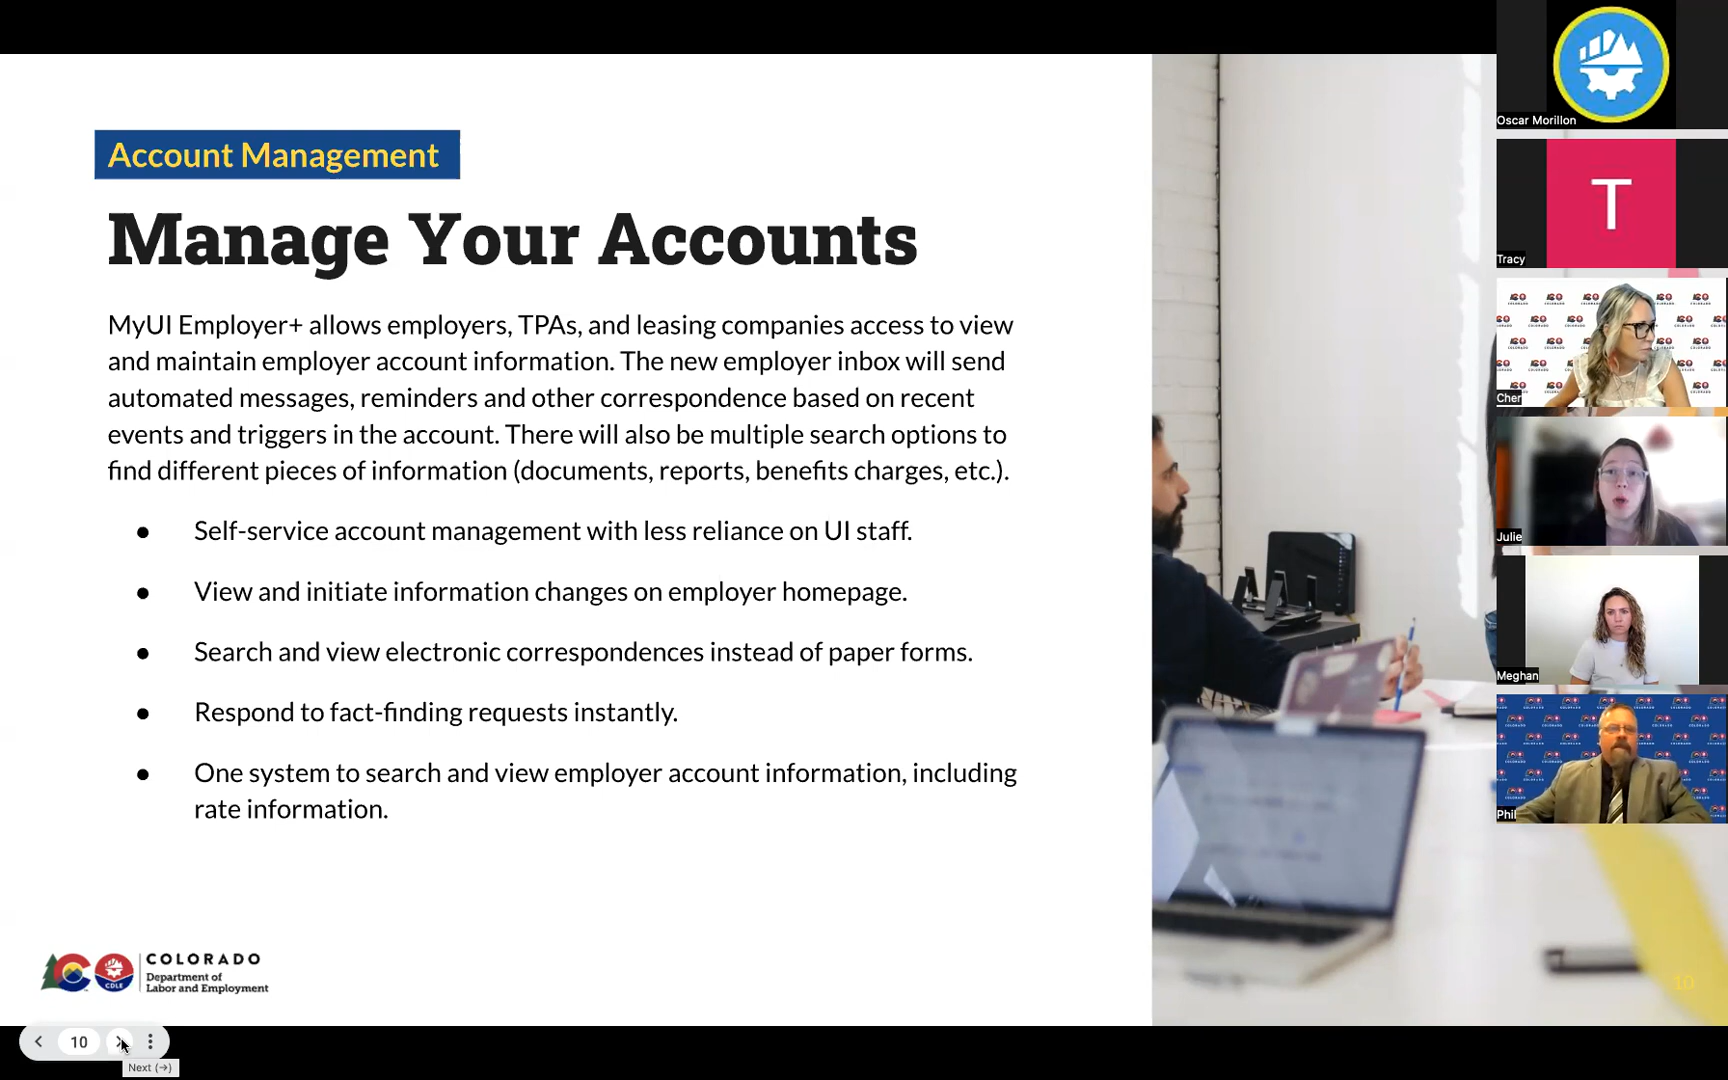 Account Management
Manage Your Accounts
MyUI Employer+ allows employers, TPAs, and leasing companies access to view
and maintain employer account information. The new employer inbox will send
automated messages, reminders and other correspondence based on recent
events and triggers in the account. There will also be multiple search options to
find different pieces of information (documents, reports, benefits charges, etc.).
● Self-service account management with less reliance on UI staff.
● View and initiate information changes on employer homepage.
● Search and view electronic correspondences instead of paper forms.
● Respond to fact-finding requests instantly.
● One system to search and view employer account information, including
rate information.
CDLE
COLORADO
Department of
Labor and Employment
10
10
Next (→)
Oscar Morillon
T
Tracy
Cher
Julie
Meghan
Phil